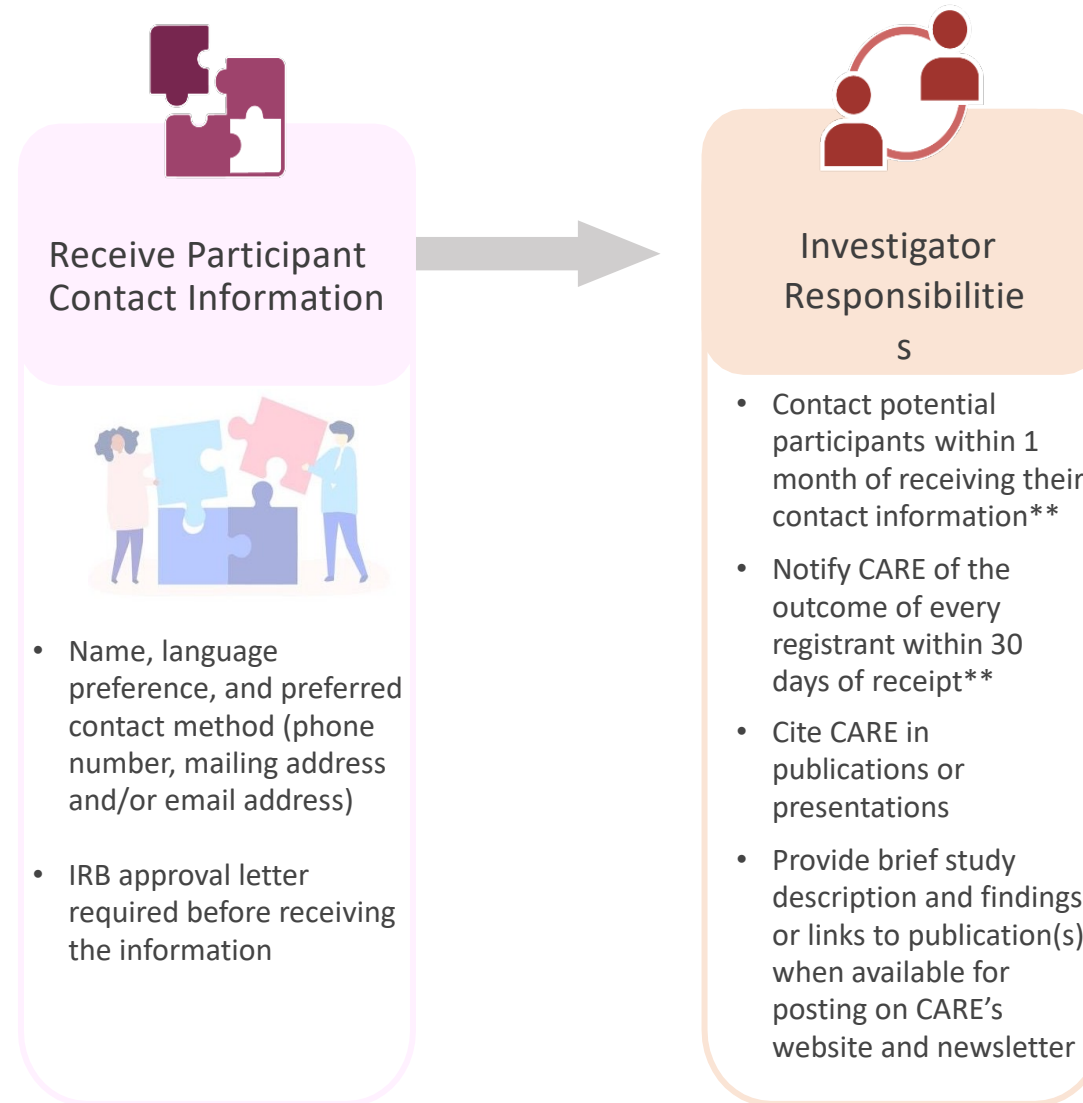 Receive Participant
Contact Information
• Name, language
preference, and preferred
contact method (phone
number, mailing address
and/or email address)
• IRB approval letter
required before receiving
the information
Investigator
Responsibilitie
s
• Contact potential
participants within 1
month of receiving their
contact information**
• Notify CARE of the
outcome of every
registrant within 30
days of receipt**
• Cite CARE in
publications or
presentations
• Provide brief study
description and findings
or links to publication(s)
when available for
posting on CARE’s
website and newsletter